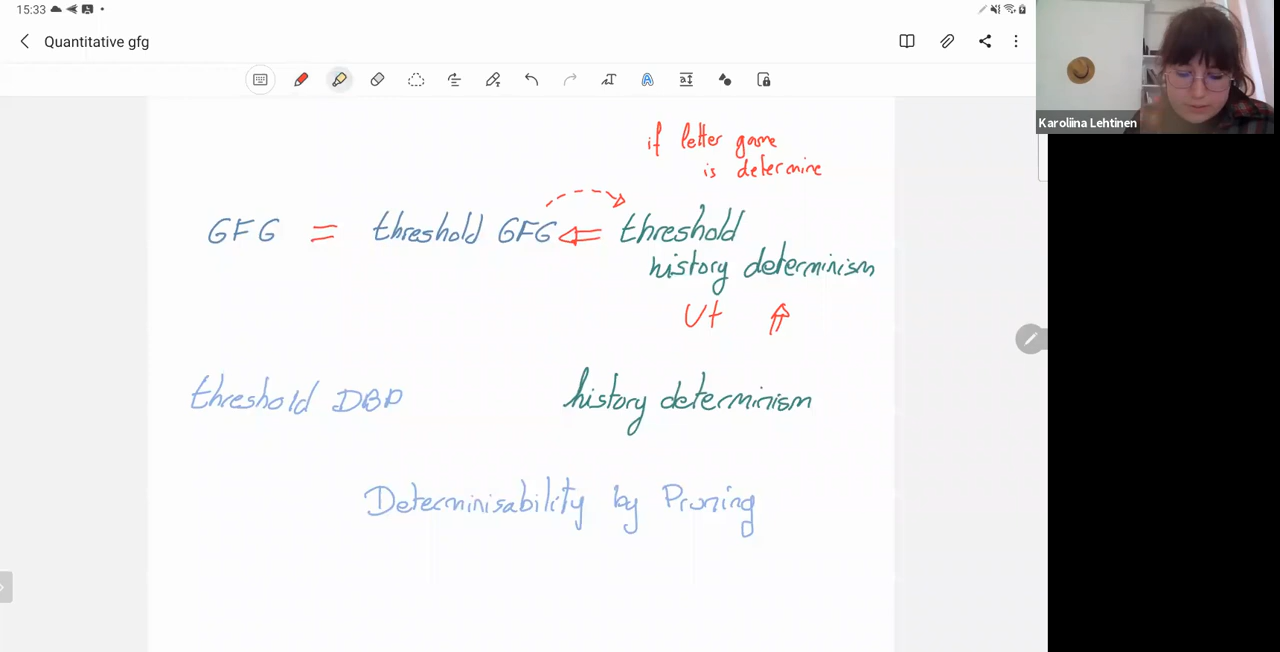 15:33
Quantitative gfg
Karoliina Lehtinen
if letter game
is determine
GFG = threshold GFG ⇐ threshold
history determinism
U+ ⇑
threshold DBP history determinism
Determinisability by Pruning